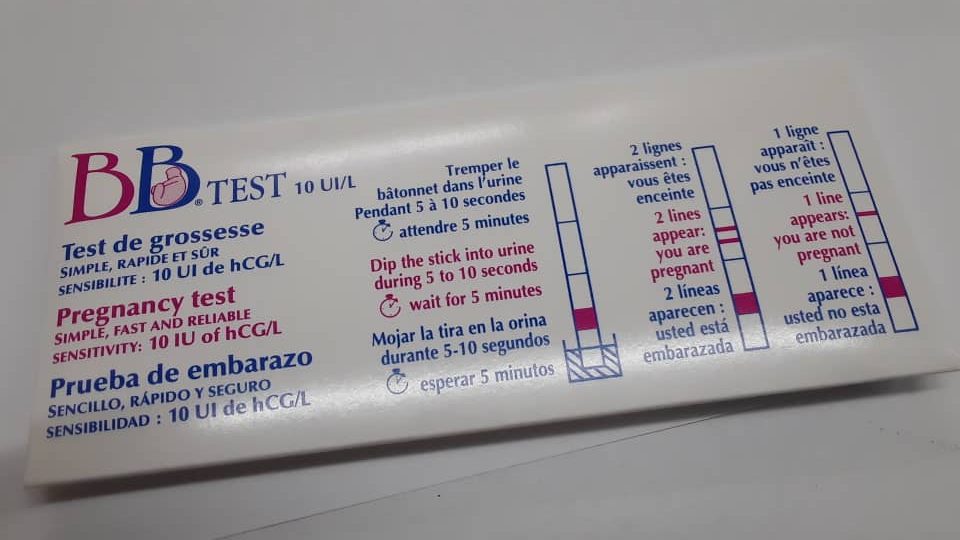 BB® TEST 10 UI/L
Test de grossesse
SIMPLE, RAPIDE ET SÛR
SENSIBILITE : 10 UI de hCG/L
Pregnancy test
SIMPLE, FAST AND RELIABLE
SENSITIVITY: 10 IU of hCG/L
Prueba de embarazo
SENCILLO, RÁPIDO Y SEGURO
SENSIBILIDAD : 10 UI de hCG/L
Tremper le
bâtonnet dans l'urine
Pendant 5 à 10 secondes
attendre 5 minutes
Dip the stick into urine
during 5 to 10 seconds
wait for 5 minutes
Mojar la tira en la orina
durante 5-10 segundos
esperar 5 minutos
2 lignes
apparaissent :
vous êtes
enceinte
2 lines
appear:
you are
pregnant
2 líneas
aparecen :
usted está
embarazada
1 ligne
apparaît :
vous n'êtes
pas enceinte
1 line
appears:
you are not
pregnant
1 línea
aparece :
usted no esta
embarazada